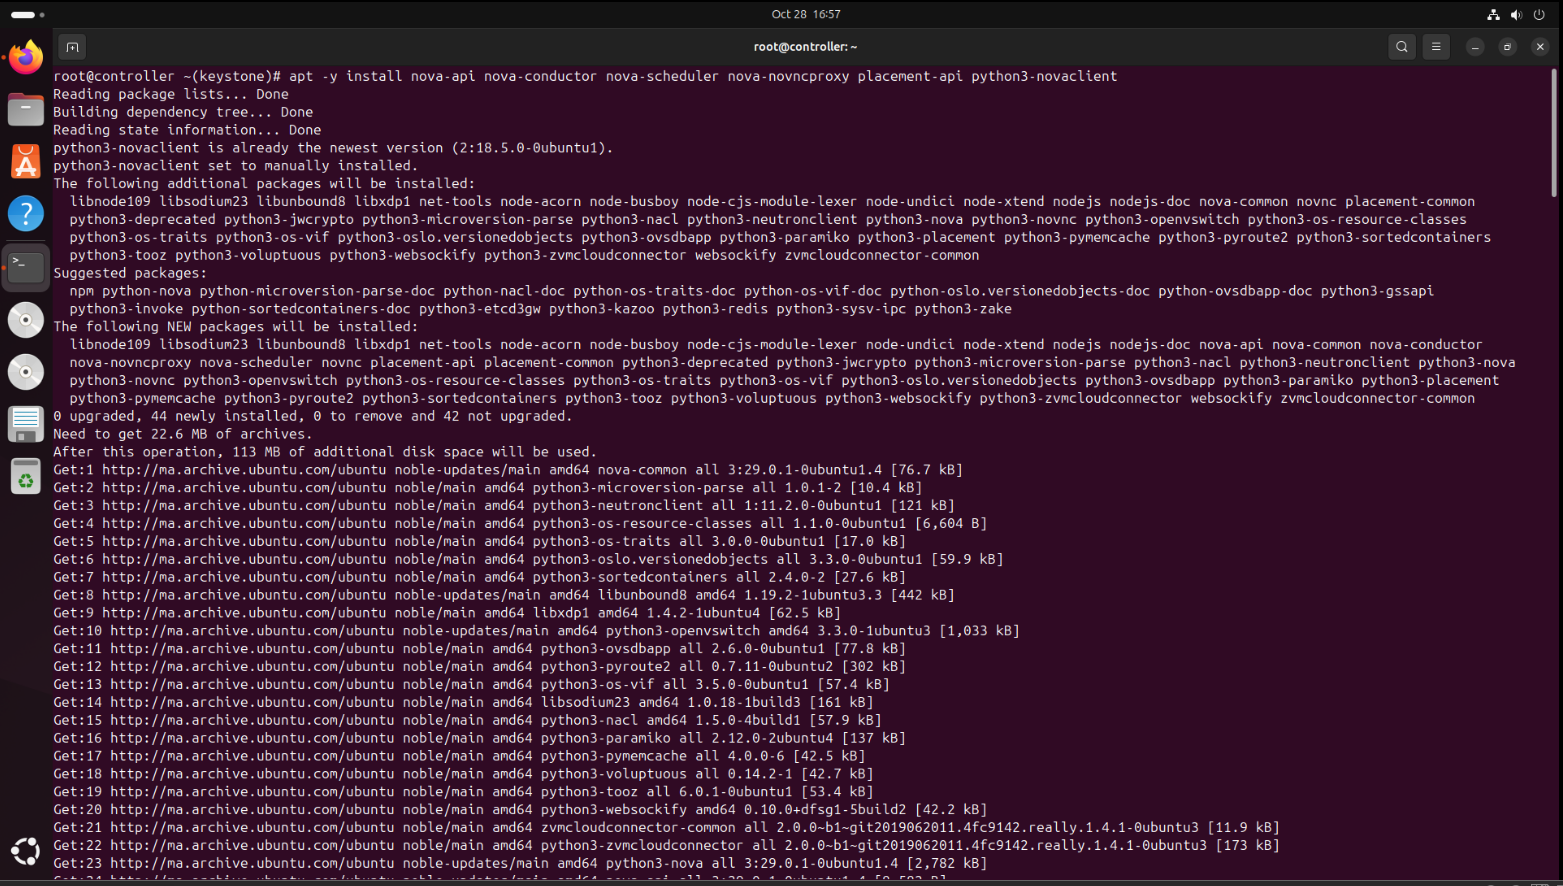 Oct 28 16:57
root@controller: ~
root@controller ~(keystone)# apt -y install nova-api nova-conductor nova-scheduler nova-novncproxy placement-api python3-novaclient
Reading package lists... Done
Building dependency tree... Done
Reading state information... Done
python3-novaclient is already the newest version (2:18.5.0-0ubuntu1).
python3-novaclient set to manually installed.
The following additional packages will be installed:
libnode109 libsodium23 libunbound8 libxdp1 net-tools node-acorn node-busboy node-cjs-module-lexer node-undici node-xtend nodejs nodejs-doc nova-common novnc placement-common
python3-deprecated python3-jwcrypto python3-microversion-parse python3-nacl python3-neutronclient python3-nova python3-novnc python3-openvswitch python3-os-resource-classes
python3-os-traits python3-os-vif python3-oslo.versionedobjects python3-ovsdbapp python3-paramiko python3-placement python3-pymemcache python3-pyroute2 python3-sortedcontainers
python3-tooz python3-voluptuous python3-websockify python3-zvmcloudconnector websockify zvmcloudconnector-common
Suggested packages:
npm python-nova python-microversion-parse-doc python-nacl-doc python-os-traits-doc python-os-vif-doc python-oslo.versionedobjects-doc python-ovsdbapp-doc python3-gssapi
python3-invoke python-sortedcontainers-doc python3-etcd3gw python3-kazoo python3-redis python3-sysv-ipc python3-zake
The following NEW packages will be installed:
libnode109 libsodium23 libunbound8 libxdp1 net-tools node-acorn node-busboy node-cjs-module-lexer node-undici node-xtend nodejs nodejs-doc nova-api nova-common nova-conductor
nova-novncproxy nova-scheduler novnc placement-api placement-common python3-deprecated python3-jwcrypto python3-microversion-parse python3-nacl python3-neutronclient python3-nova
python3-novnc python3-openvswitch python3-os-resource-classes python3-os-traits python3-os-vif python3-oslo.versionedobjects python3-ovsdbapp python3-paramiko python3-placement
python3-pymemcache python3-pyroute2 python3-sortedcontainers python3-tooz python3-voluptuous python3-websockify python3-zvmcloudconnector websockify zvmcloudconnector-common
0 upgraded, 44 newly installed, 0 to remove and 42 not upgraded.
Need to get 22.6 MB of archives.
After this operation, 113 MB of additional disk space will be used.
Get:1 http://ma.archive.ubuntu.com/ubuntu noble-updates/main amd64 nova-common all 3:29.0.1-0ubuntu1.4 [76.7 kB]
Get:2 http://ma.archive.ubuntu.com/ubuntu noble/main amd64 python3-microversion-parse all 1.0.1-2 [10.4 kB]
Get:3 http://ma.archive.ubuntu.com/ubuntu noble/main amd64 python3-neutronclient all 1:11.2.0-0ubuntu1 [121 kB]
Get:4 http://ma.archive.ubuntu.com/ubuntu noble/main amd64 python3-os-resource-classes all 1.1.0-0ubuntu1 [6,604 B]
Get:5 http://ma.archive.ubuntu.com/ubuntu noble/main amd64 python3-os-traits all 3.0.0-0ubuntu1 [17.0 kB]
Get:6 http://ma.archive.ubuntu.com/ubuntu noble/main amd64 python3-oslo.versionedobjects all 3.3.0-0ubuntu1 [59.9 kB]
Get:7 http://ma.archive.ubuntu.com/ubuntu noble/main amd64 python3-sortedcontainers all 2.4.0-2 [27.6 kB]
Get:8 http://ma.archive.ubuntu.com/ubuntu noble-updates/main amd64 libunbound8 amd64 1.19.2-1ubuntu3.3 [442 kB]
Get:9 http://ma.archive.ubuntu.com/ubuntu noble/main amd64 libxdp1 amd64 1.4.2-1ubuntu4 [62.5 kB]
Get:10 http://ma.archive.ubuntu.com/ubuntu noble-updates/main amd64 python3-openvswitch amd64 3.3.0-1ubuntu3 [1,033 kB]
Get:11 http://ma.archive.ubuntu.com/ubuntu noble/main amd64 python3-ovsdbapp all 2.6.0-0ubuntu1 [77.8 kB]
Get:12 http://ma.archive.ubuntu.com/ubuntu noble/main amd64 python3-pyroute2 all 0.7.11-0ubuntu2 [302 kB]
Get:13 http://ma.archive.ubuntu.com/ubuntu noble/main amd64 python3-os-vif all 3.5.0-0ubuntu1 [57.4 kB]
Get:14 http://ma.archive.ubuntu.com/ubuntu noble/main amd64 libsodium23 amd64 1.0.18-1build3 [161 kB]
Get:15 http://ma.archive.ubuntu.com/ubuntu noble/main amd64 python3-nacl amd64 1.5.0-4build1 [57.9 kB]
Get:16 http://ma.archive.ubuntu.com/ubuntu noble/main amd64 python3-paramiko all 2.12.0-2ubuntu4 [137 kB]
Get:17 http://ma.archive.ubuntu.com/ubuntu noble/main amd64 python3-pymemcache all 4.0.0-6 [42.5 kB]
Get:18 http://ma.archive.ubuntu.com/ubuntu noble/main amd64 python3-voluptuous all 0.14.2-1 [42.7 kB]
Get:19 http://ma.archive.ubuntu.com/ubuntu noble/main amd64 python3-tooz all 6.0.1-0ubuntu1 [53.4 kB]
Get:20 http://ma.archive.ubuntu.com/ubuntu noble/main amd64 python3-websockify amd64 0.10.0+dfsg1-5build2 [42.2 kB]
Get:21 http://ma.archive.ubuntu.com/ubuntu noble/main amd64 zvmcloudconnector-common all 2.0.0~b1~git2019062011.4fc9142.really.1.4.1-0ubuntu3 [11.9 kB]
Get:22 http://ma.archive.ubuntu.com/ubuntu noble/main amd64 python3-zvmcloudconnector all 2.0.0~b1~git2019062011.4fc9142.really.1.4.1-0ubuntu3 [173 kB]
Get:23 http://ma.archive.ubuntu.com/ubuntu noble-updates/main amd64 python3-nova all 3:29.0.1-0ubuntu1.4 [2,782 kB]